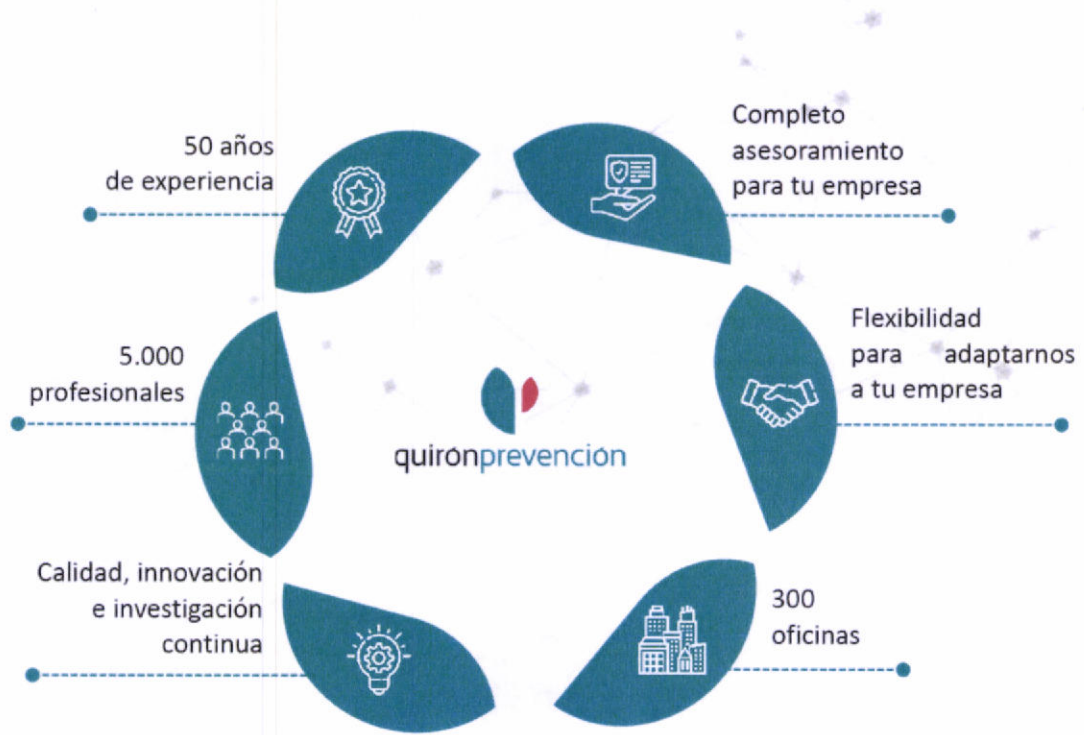 50 años
de experiencia
Completo
asesoramiento
para tu empresa
5.000
profesionales
Flexibilidad
para adaptarnos
a tu empresa
quirónprevención
Calidad, innovación
e investigación
continua
300
oficinas